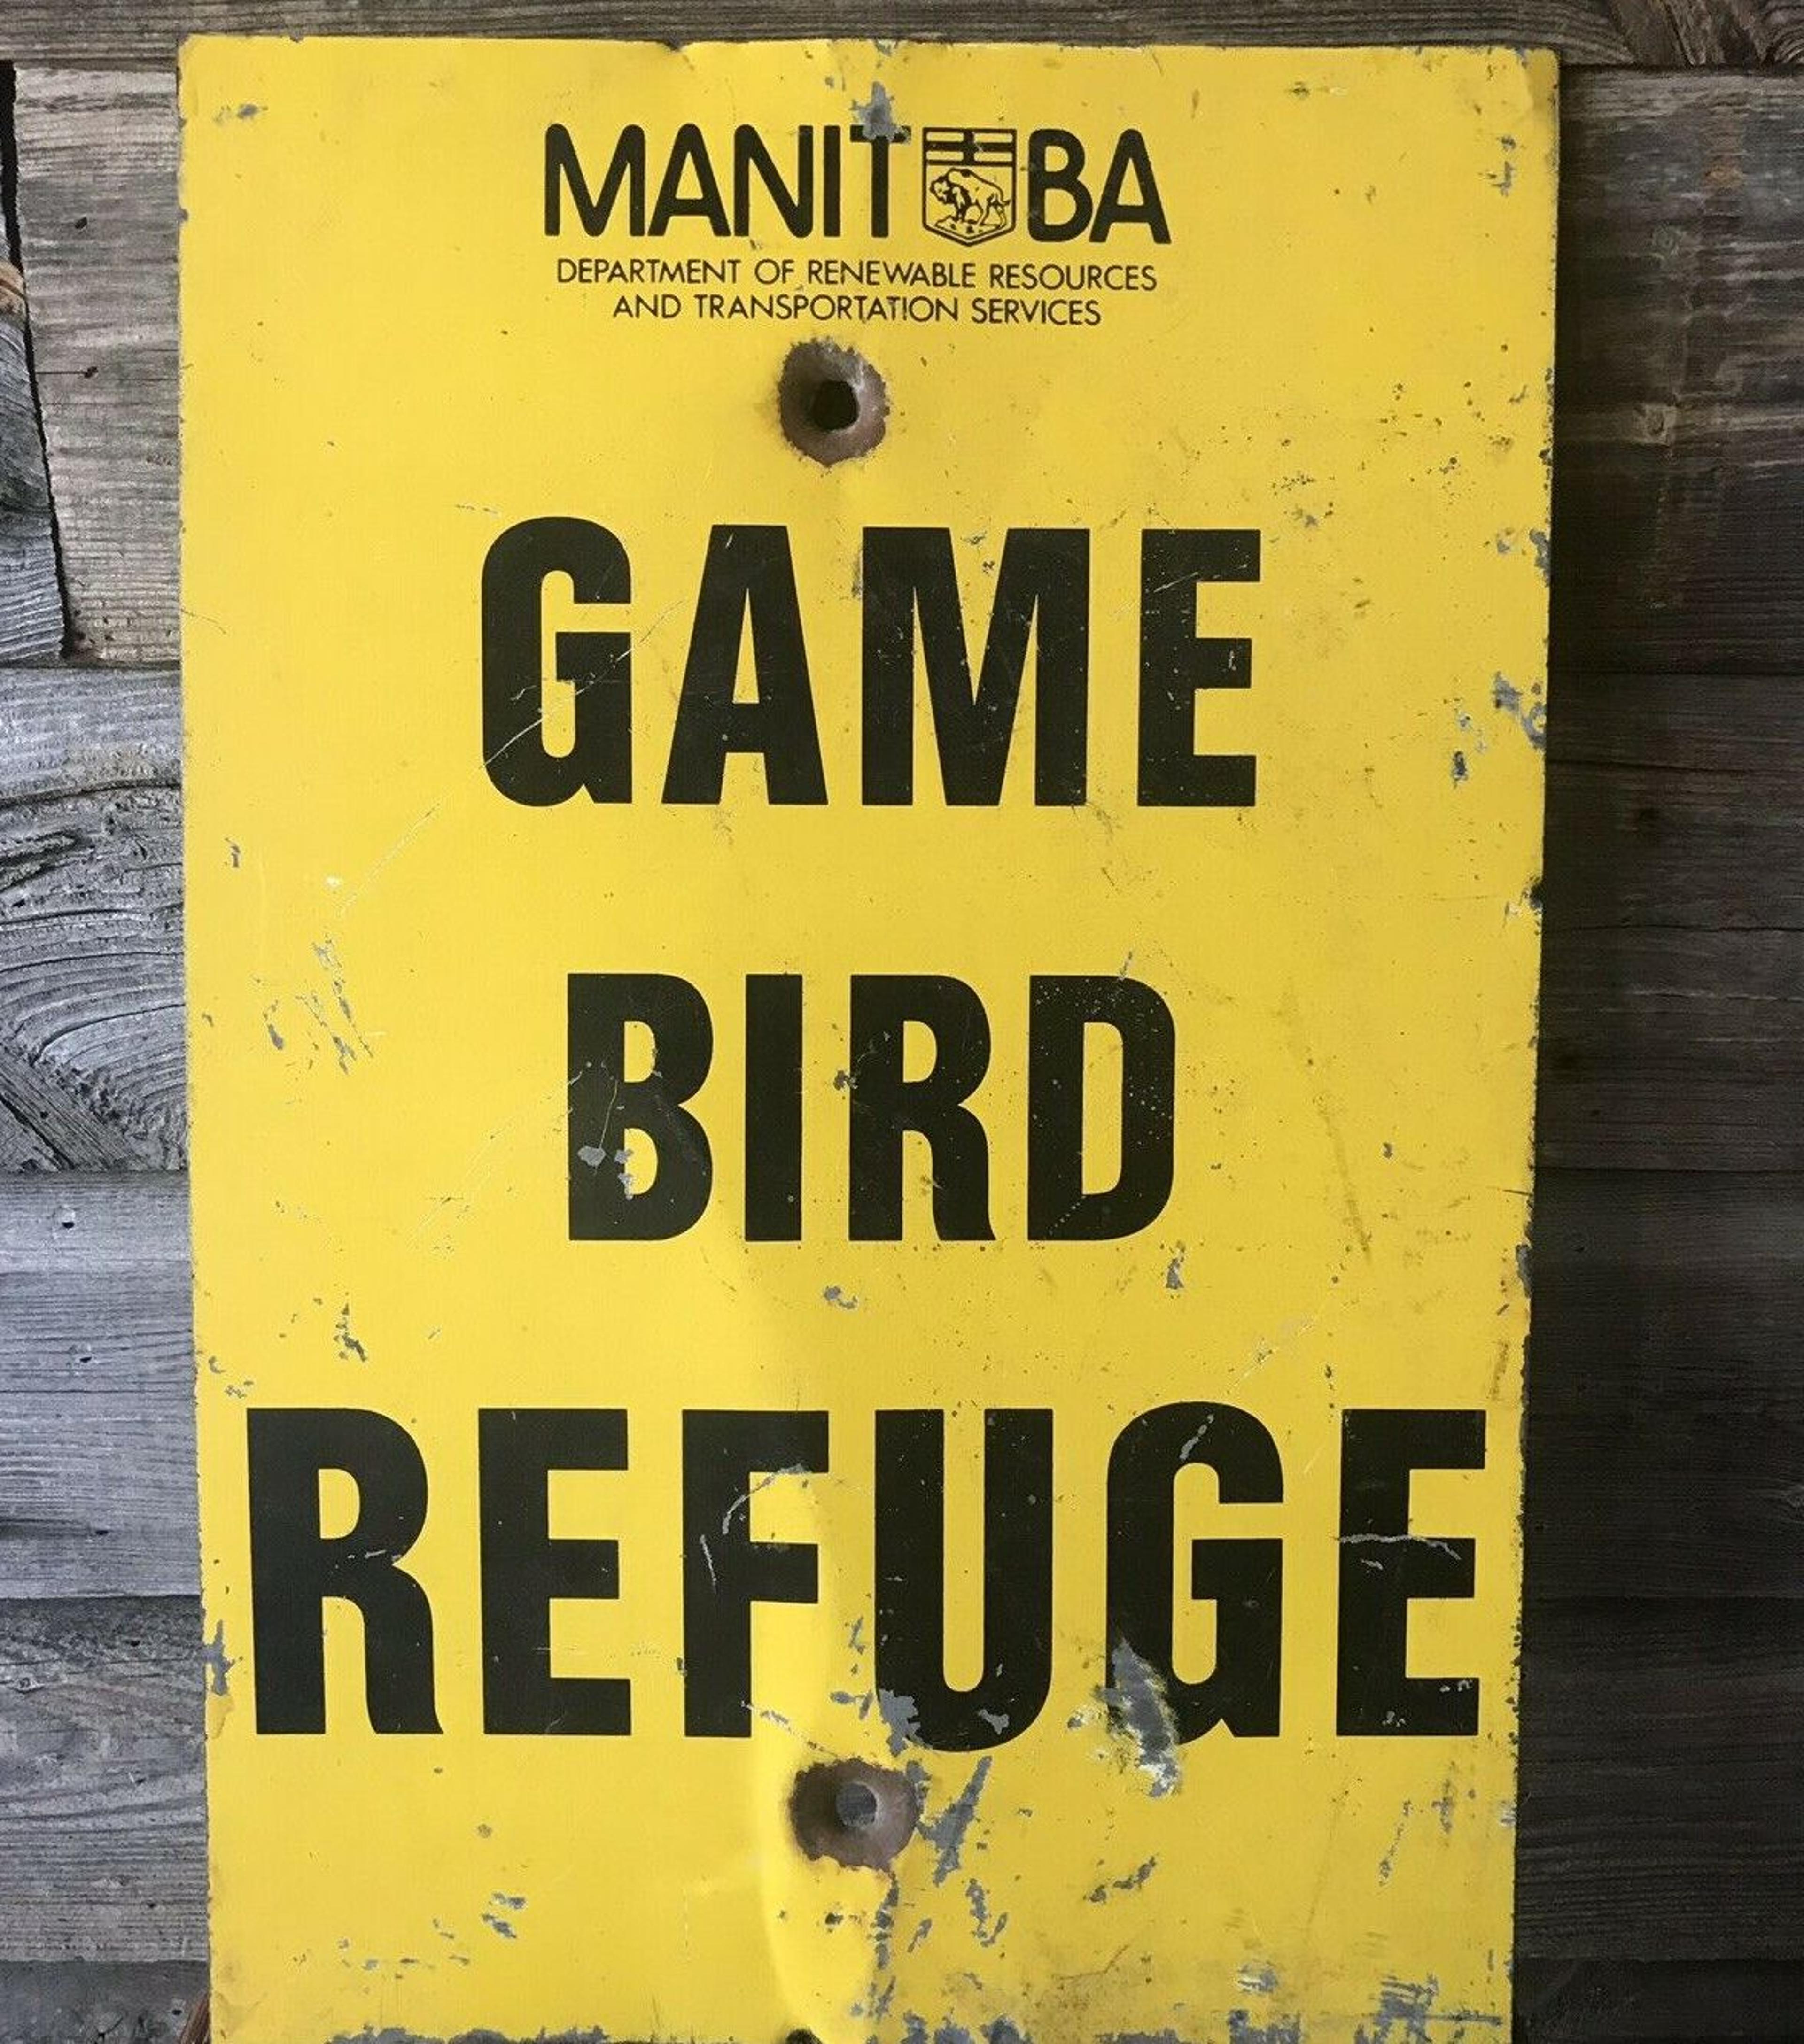 MANITOBA
DEPARTMENT OF RENEWABLE RESOURCES
AND TRANSPORTATION SERVICES
GAME
BIRD
REFUGE